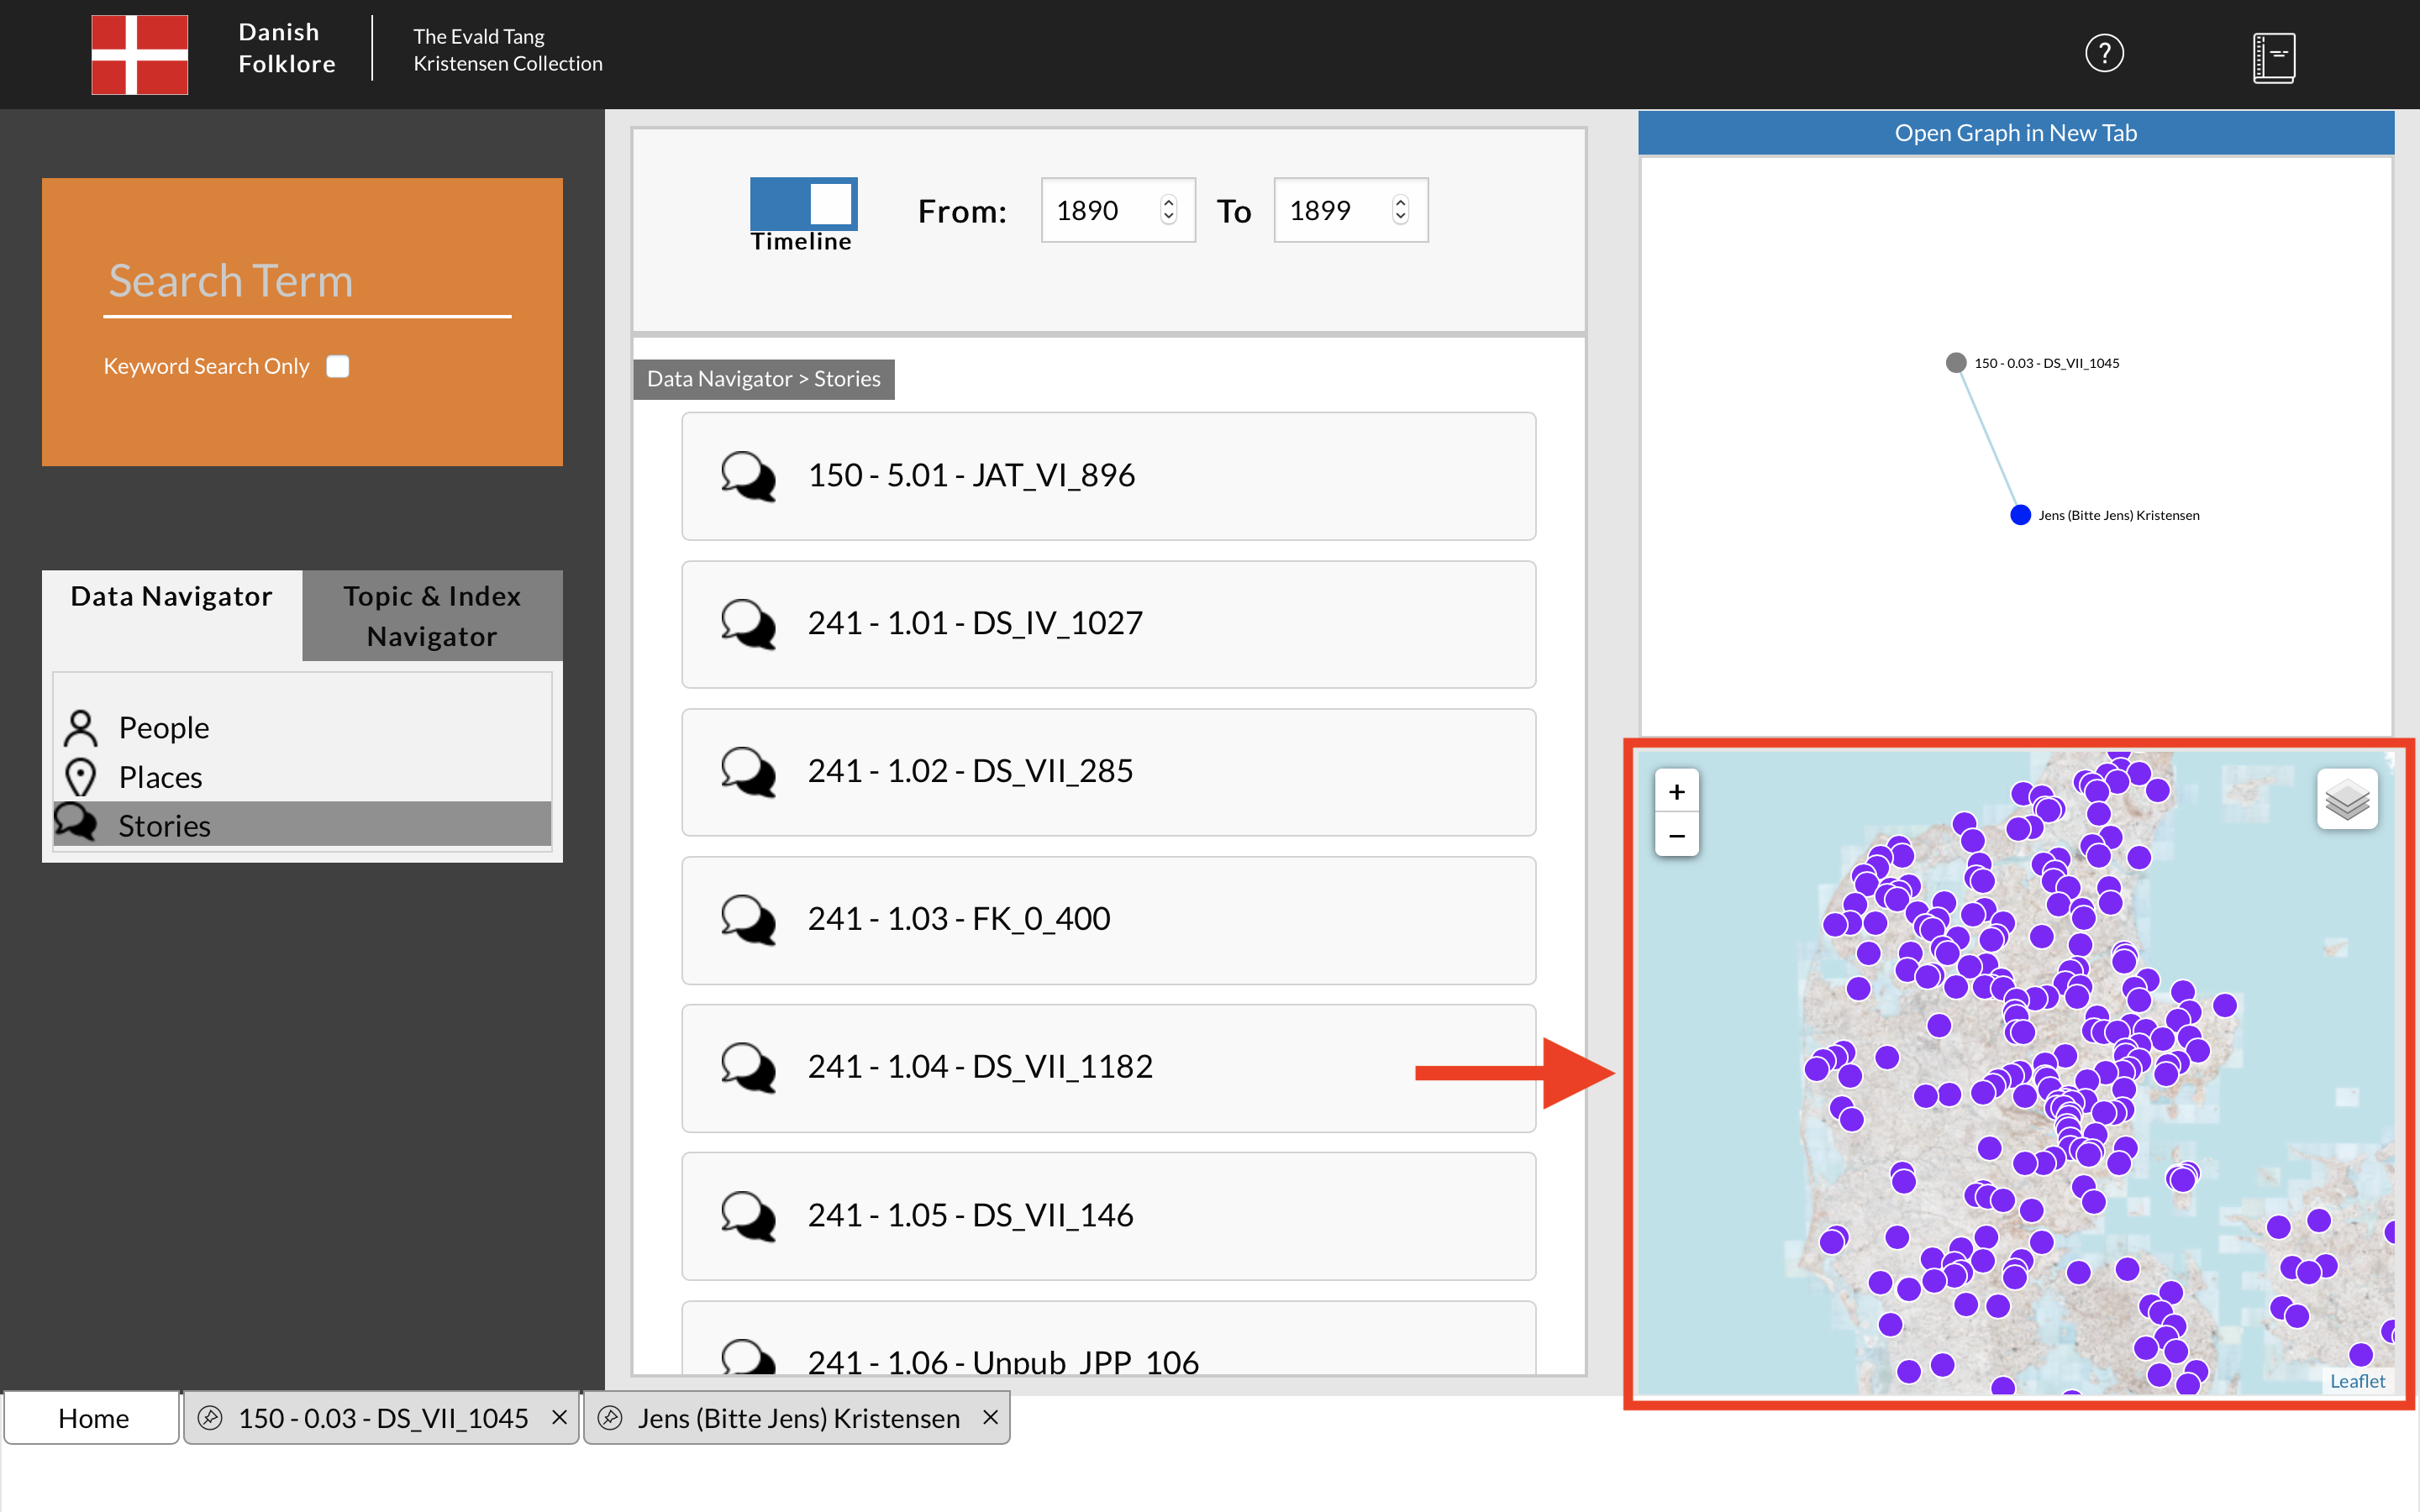 Danish
Folklore
The Evald Tang
Kristensen Collection
?
Search Term
Keyword Search Only
Data Navigator
Topic & Index
Navigator
People
Places
Stories
Timeline
From:
1890
To
1899
Data Navigator > Stories
150 - 5.01 - JAT_VI_896
241 - 1.01 - DS_IV_1027
241 - 1.02 - DS_VII_285
241 - 1.03 - FK_0_400
241 - 1.04 - DS_VII_1182
241 - 1.05 - DS_VII_146
241 - 1.06 - Unpub_JPP_106
Open Graph in New Tab
150 - 0.03 - DS_VII_1045
Jens (Bitte Jens) Kristensen
+
−
Leaflet
Home
150 - 0.03 - DS_VII_1045
Jens (Bitte Jens) Kristensen